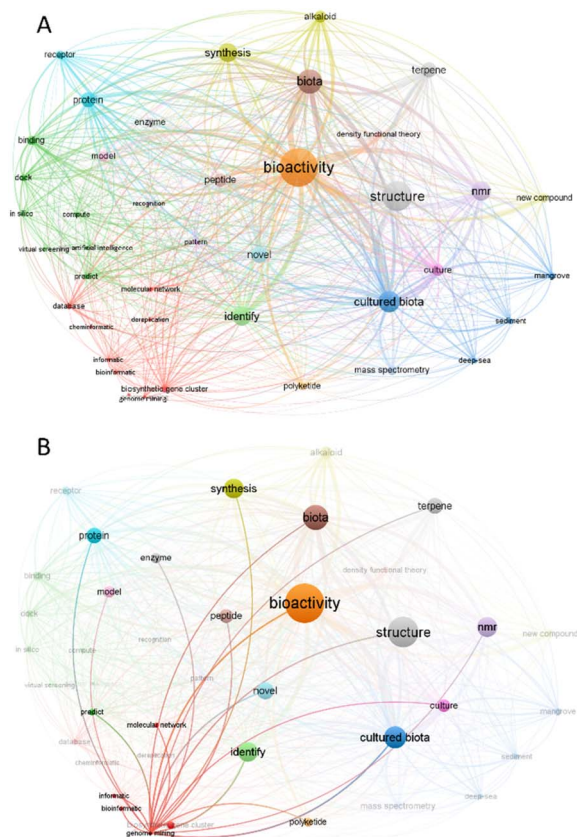 A
alkaloid
synthesis
receptor
biota
terpene
protein
enzyme
density functional theory
binding
model
bioactivity
dock
peptide
structure
nmr
new compound
in silico
compute
recognition
virtual screening
artificial intelligence
pattern
novel
culture
predict
mangrove
molecular network
database
cultured biota
dereplication
identify
sediment
cheminformatic
informatic
deep-sea
bioinformatic
mass spectrometry
biosynthetic gene cluster
polyketide
genome mining
B
alkaloid
synthesis
receptor
terpene
biota
protein
enzyme
density functional theory
binding
model
bioactivity
dock
peptide
structure
nmr
recognition
new compound
in silico
compute
virtual screening
pattern
novel
culture
predict
mangrove
molecular network
database
cultured biota
dereplication
identify
sediment
cheminformatic
informatic
deep-sea
bioinformatic
mass spectrometry
biosynthetic gene cluster
polyketide
genome mining